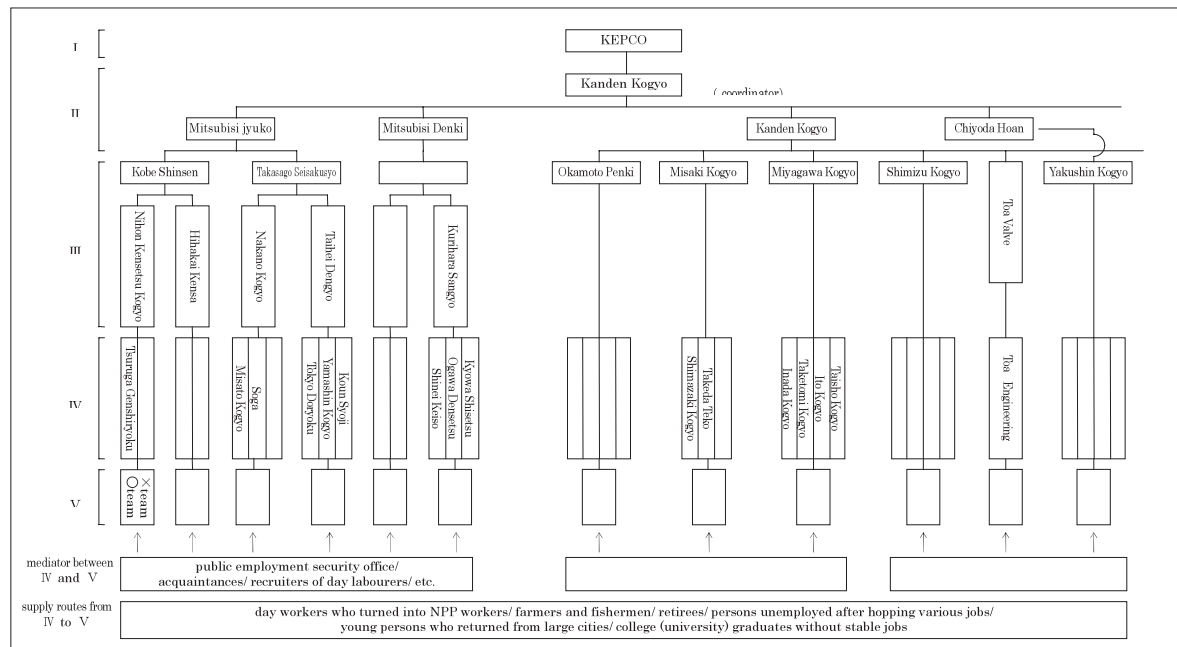 I
KEPCO
Kanden Kogyo
( coordinator)
II
Mitsubisi jyuko
Mitsubisi Denki
Kanden Kogyo
Chiyoda Hoan
Kobe Shinsen
Takasago Seisakusyo
Okamoto Penki
Misaki Kogyo
Miyagawa Kogyo
Shimizu Kogyo
Yakushin Kogyo
III
Nihon Kensetsu Kogyo
Hihakai Kensa
Nakano Kogyo
Taihei Dengyo
Kurihara Sangyo
Toa Valve
IV
Tsuruga Genshiryoku
Soga
Misato Kogyo
Koun Syoji
Yamashin Kogyo
Tokyo Doryoku
Kyowa Shisetsu
Ogawa Densetsu
Shinei Keiso
Takeda Teko
Shimazaki Kogyo
Taisho Kogyo
Ito Kogyo
Taketomi Kogyo
Inada Kogyo
Toa Engineering
V
×team
○team
mediator between
IV and V
public employment security office/
acquaintances/ recruiters of day labourers/ etc.
supply routes from
IV to V
day workers who turned into NPP workers/ farmers and fishermen/ retirees/ persons unemployed after hopping various jobs/
young persons who returned from large cities/ college (university) graduates without stable jobs